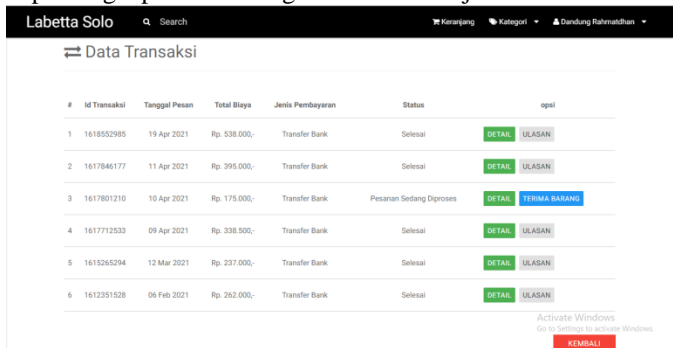 Labetta Solo Search Keranjang Kategori Dandung Rahmatdhan
Data Transaksi
# Id Transaksi Tanggal Pesan Total Biaya Jenis Pembayaran Status opsi
1 1618552985 19 Apr 2021 Rp. 538.000,- Transfer Bank Selesai DETAIL ULASAN
2 1617846177 11 Apr 2021 Rp. 395.000,- Transfer Bank Selesai DETAIL ULASAN
3 1617801210 10 Apr 2021 Rp. 175.000,- Transfer Bank Pesanan Sedang Diproses DETAIL TERIMA BARANG
4 1617712533 09 Apr 2021 Rp. 338.500,- Transfer Bank Selesai DETAIL ULASAN
5 1615265294 12 Mar 2021 Rp. 237.000,- Transfer Bank Selesai DETAIL ULASAN
6 1612351528 06 Feb 2021 Rp. 262.000,- Transfer Bank Selesai DETAIL ULASAN
Activate Windows
Go to Settings to activate Windows.
KEMBALI